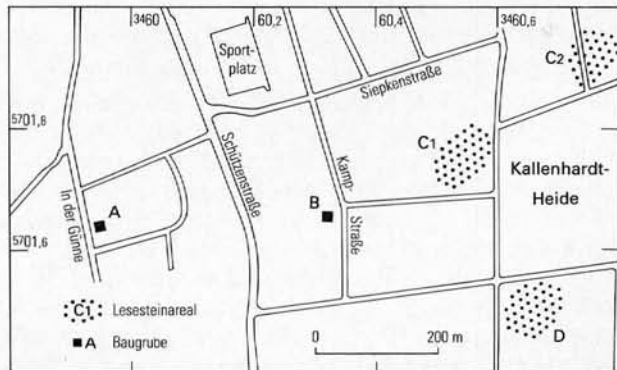 3460
60,2
60,4
3460,6
Sport-
platz
C2
Siepkenstraße
5701,8
C1
Schützenstraße
Kamp-
Straße
Kallenhardt-
Heide
In der Günne
A
B
5701,6
C1 Lesesteinareal
A Baugrube
0 200 m
D